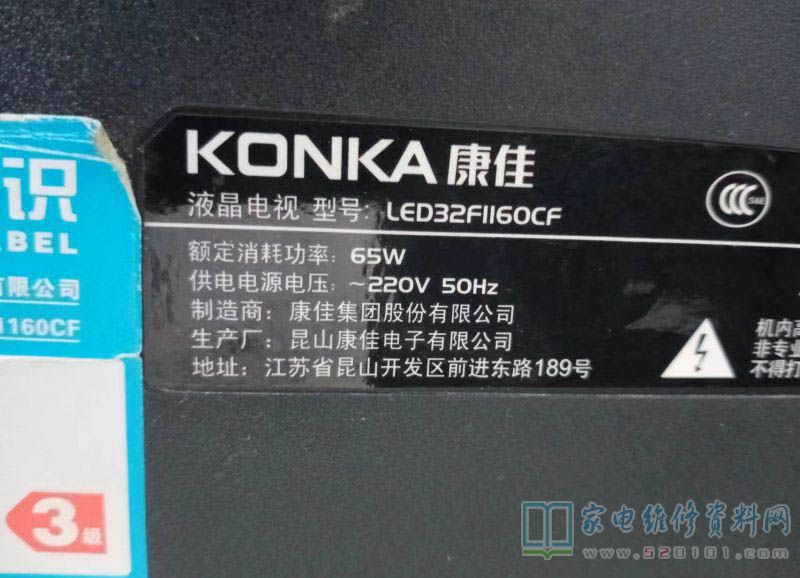 KONKA 康佳
液晶电视 型号: LED32F1160CF
额定消耗功率: 65W
供电电源电压: ~220V 50Hz
制造商: 康佳集团股份有限公司
生产厂: 昆山康佳电子有限公司
地址: 江苏省昆山开发区前进东路189号
CCC S&E
机内高
非专业
不得打
识
ABEL
有限公司
1160CF
3级
家电维修资料网
www.520101.com